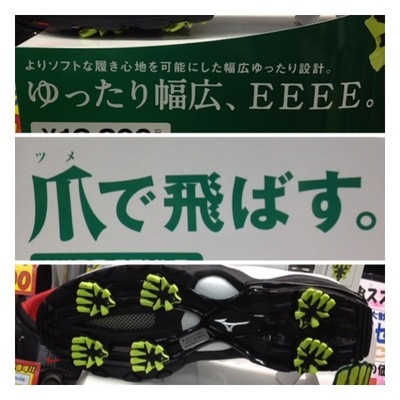 よりソフトな履き心地を可能にした幅広ゆったり設計。
ゆったり幅広、EEEE。
ツメ
爪で飛ばす。